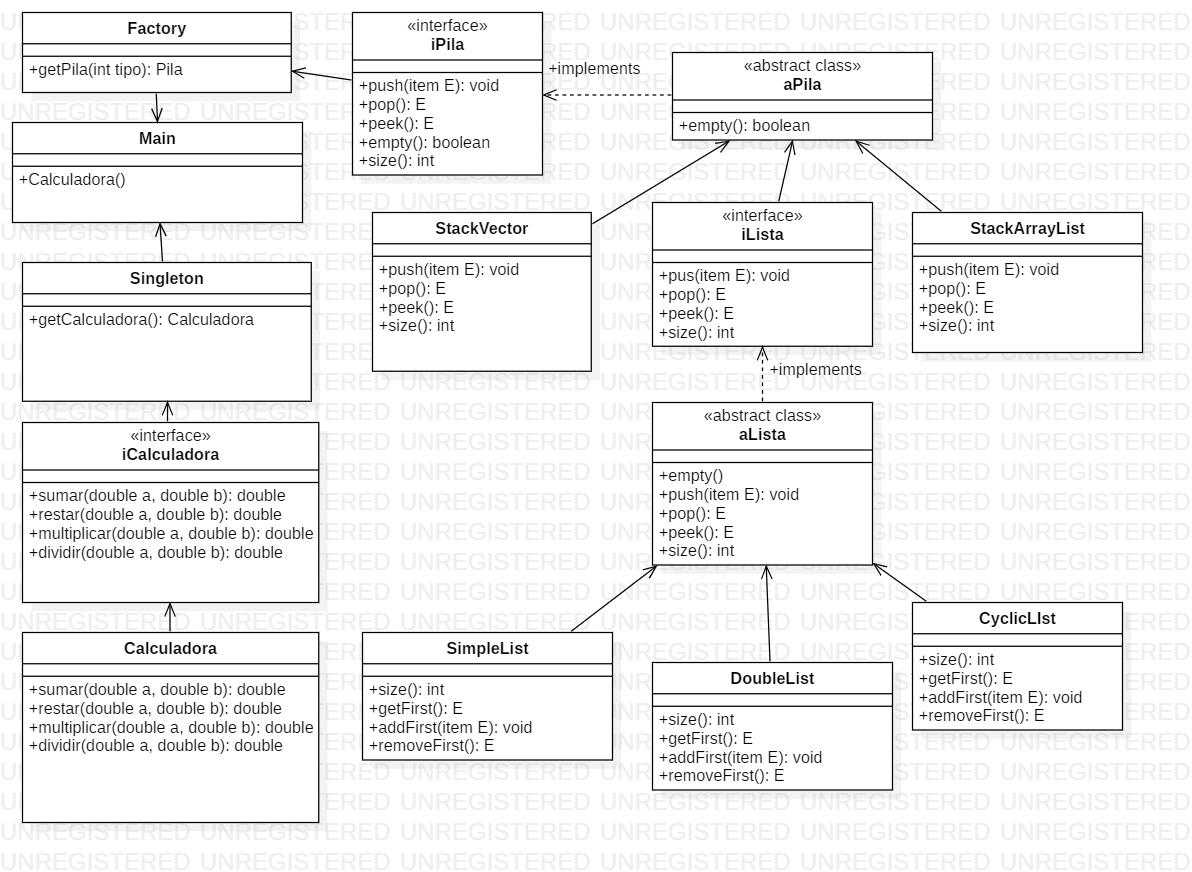 Factory
+getPila(int tipo): Pila
«interface»
iPila
+push(item E): void
+pop(): E
+peek(): E
+empty(): boolean
+size(): int
+implements
«abstract class»
aPila
+empty(): boolean
Main
+Calculadora()
StackVector
+push(item E): void
+pop(): E
+peek(): E
+size(): int
«interface»
iLista
+pus(item E): void
+pop(): E
+peek(): E
+size(): int
StackArrayList
+push(item E): void
+pop(): E
+peek(): E
+size(): int
Singleton
+getCalculadora(): Calculadora
+implements
«interface»
iCalculadora
+sumar(double a, double b): double
+restar(double a, double b): double
+multiplicar(double a, double b): double
+dividir(double a, double b): double
«abstract class»
aLista
+empty()
+push(item E): void
+pop(): E
+peek(): E
+size(): int
Calculadora
+sumar(double a, double b): double
+restar(double a, double b): double
+multiplicar(double a, double b): double
+dividir(double a, double b): double
SimpleList
+size(): int
+getFirst(): E
+addFirst(item E): void
+removeFirst(): E
DoubleList
+size(): int
+getFirst(): E
+addFirst(item E): void
+removeFirst(): E
CyclicLIst
+size(): int
+getFirst(): E
+addFirst(item E): void
+removeFirst(): E
UNREGISTERED UNREGISTERED UNREGISTERED UNREGISTERED UNREGISTERED UNREGISTERED